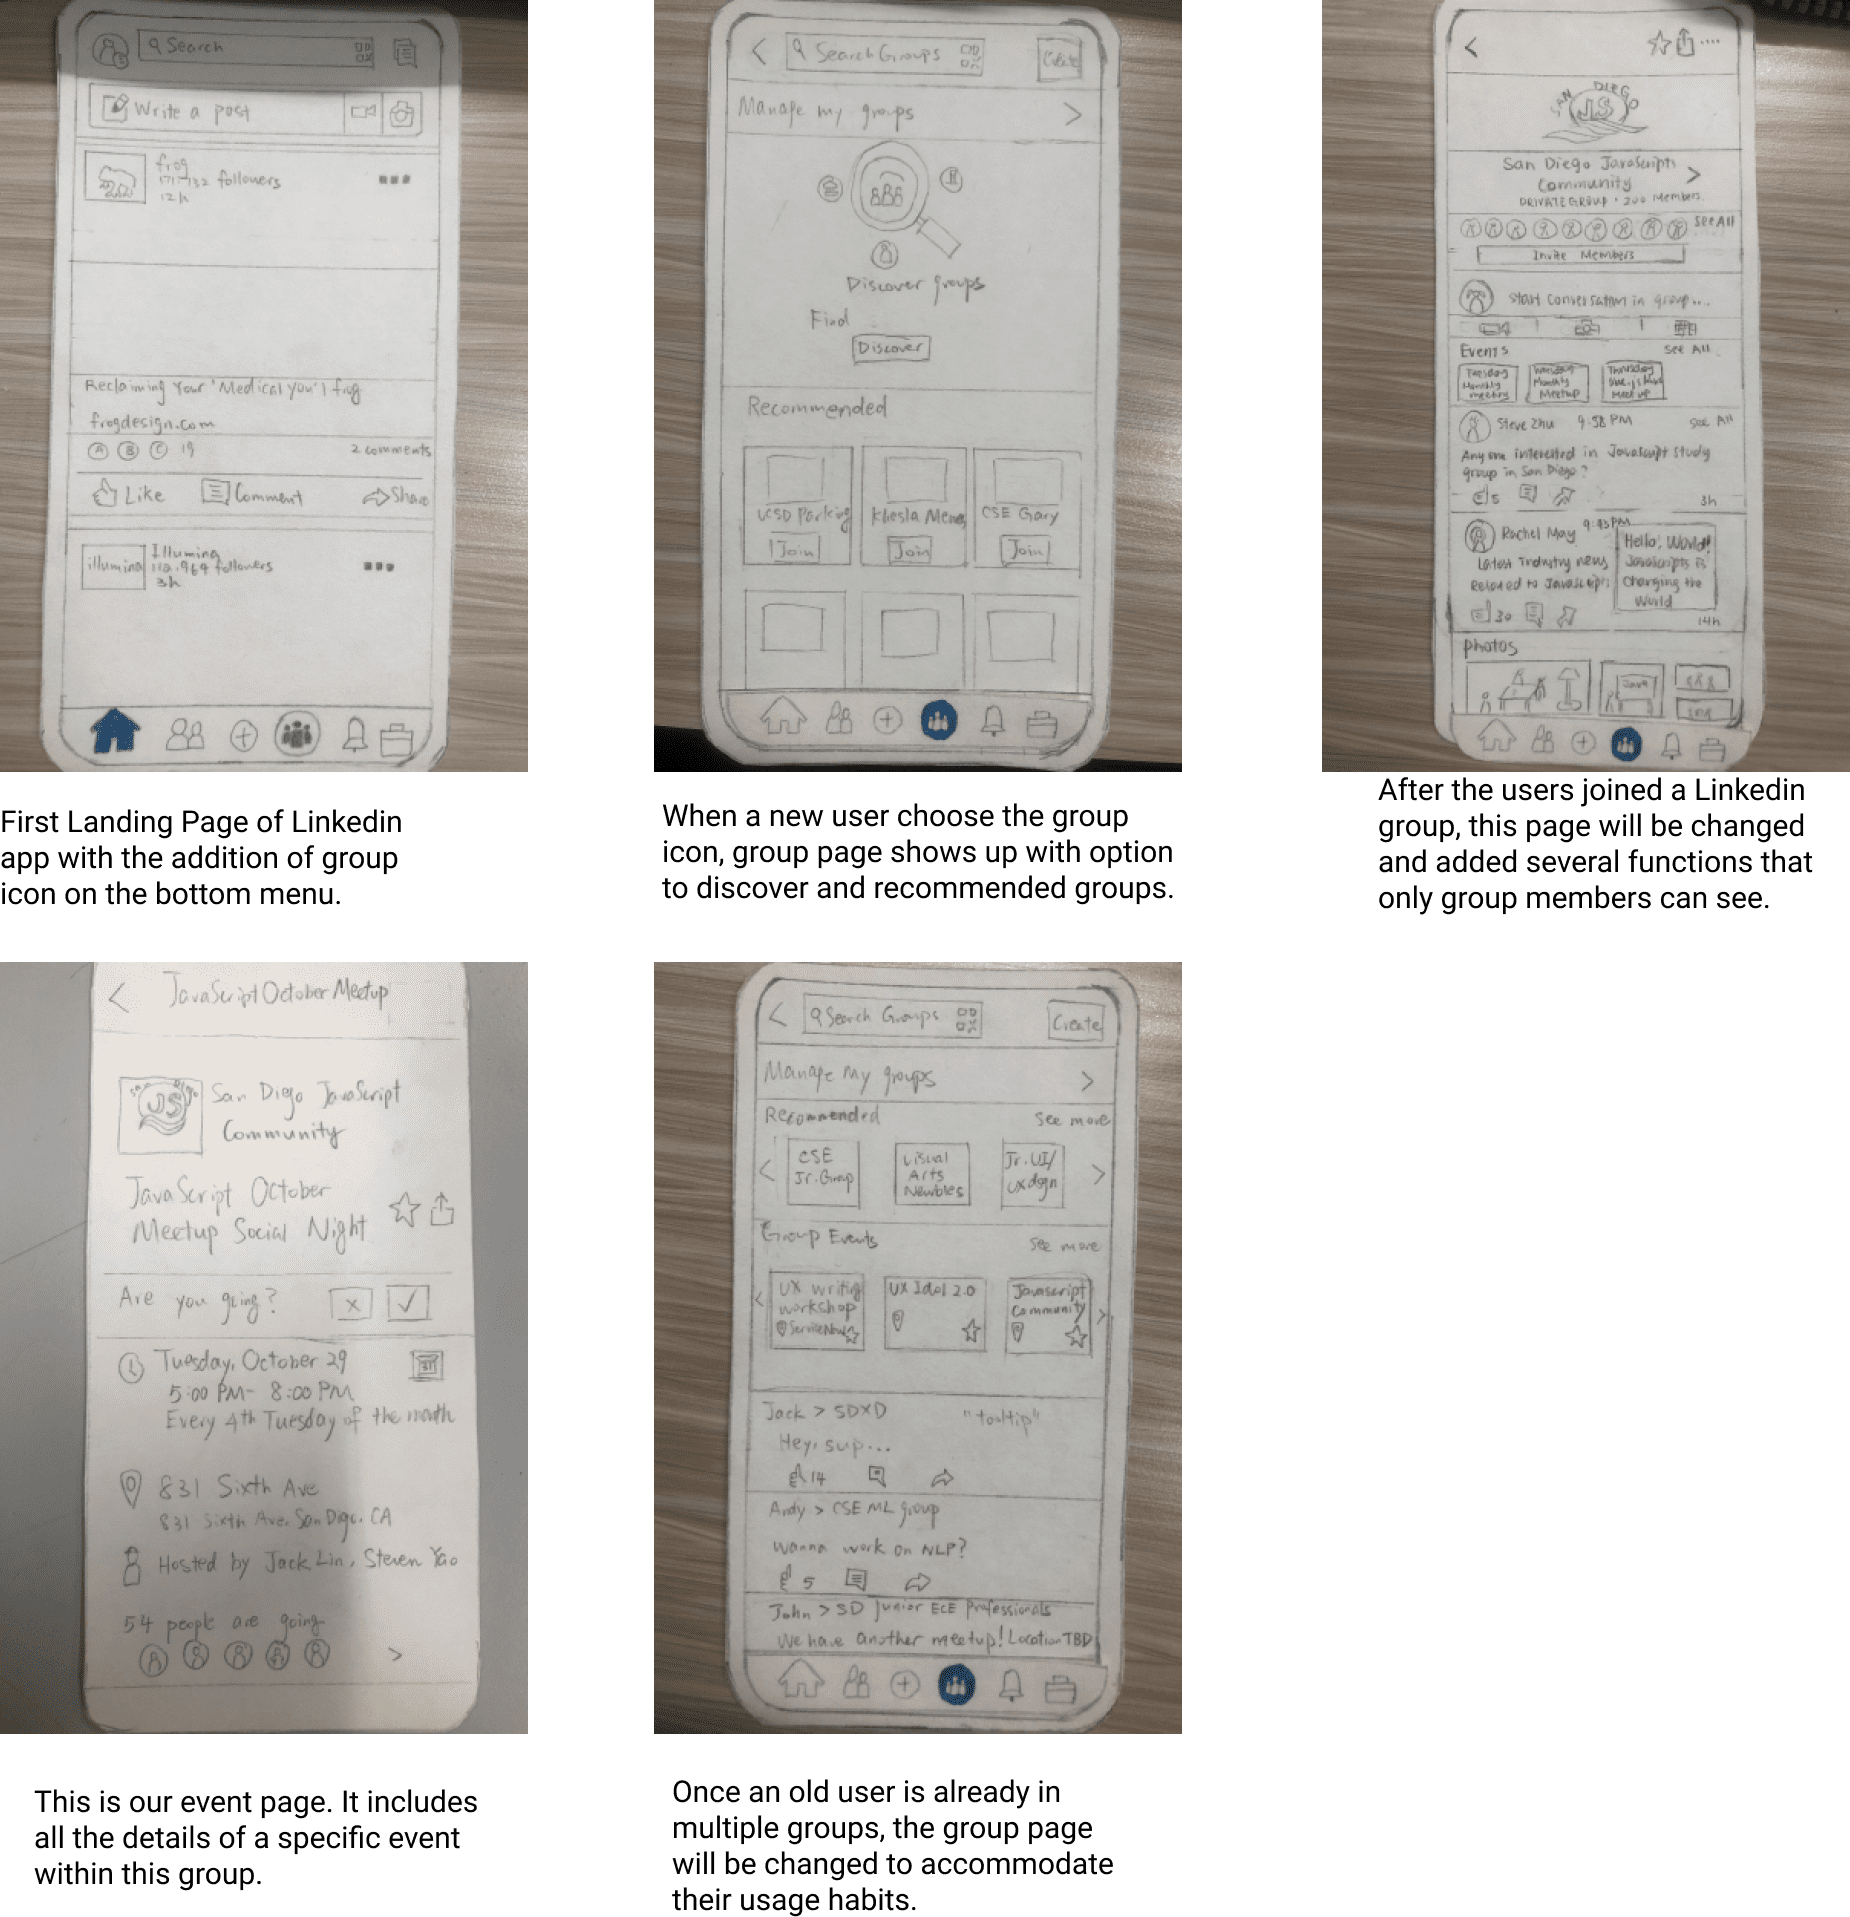 Search
Write a post
frog
171,132 followers
12h
Reclaiming Your 'Medical you' | frog
frogdesign.com
A B C 19
2 comments
Like Comment Share
illumina Illumina
followers
3h
First Landing Page of Linkedin
app with the addition of group
icon on the bottom menu.
Search Groups
Create
Manage my groups >
Discover groups
Find
Discover
Recommended
UCSD Parking CSE Gary
Join Join Join
When a new user choose the group
icon, group page shows up with option
to discover and recommended groups.
SAN DIEGO
JS
San Diego JavaScripts
Community
PRIVATE GROUP · 200 Members
See All
Invite Members
Start Conversation in group....
Events See All
Tuesday
Monthly
meeting
Monthly
Meetup
Thursday
Meet up
Steve Zhu 9:58 PM See All
Anyone interested in JavaScript Study
group in San Diego?
5
3h
Rachel May 9:43 PM
Latest Industry news
Related to JavaScript
Hello, World!
JavaScripts is
Changing the
World
30
14h
Photos
Java
After the users joined a Linkedin
group, this page will be changed
and added several functions that
only group members can see.
< JavaScript October Meetup
San Diego
JS
San Diego JavaScript
Community
JavaScript October
Meetup Social Night
Are you going? x ✓
Tuesday, October 29
31
5:00 PM- 8:00 PM
Every 4th Tuesday of the month
831 Sixth Ave
831 Sixth Ave. San Digo. CA
Hosted by Jack Lin, Steven Yao
54 people are going
>
This is our event page. It includes
all the details of a specific event
within this group.
< Search Groups Create
Manage My groups >
Recommended See more
CSE
Jr. Group
Visual
Arts
Newbies
Jr. UI/
UX dsgn
Group Events See more
UX writing
workshop
ServiceNow
UX Idol 2.0
Javascript
Community
Jack > SDXD "tooltip"
Hey, sup...
14
Andy > CSE ML group
Wanna work on NLP?
5
John > SD Junior ECE Professionals
We have another meetup! Location TBD
Once an old user is already in
multiple groups, the group page
will be changed to accommodate
their usage habits.